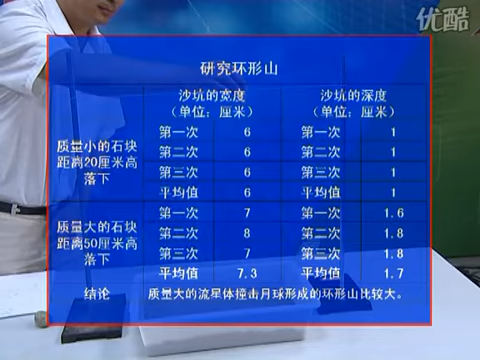 优酷
研究环形山
沙坑的宽度 沙坑的深度
(单位：厘米) (单位：厘米)
质量小的石块
距离20厘米高
落下
第一次 6 第一次 1
第二次 6 第二次 1
第三次 6 第三次 1
平均值 6 平均值 1
质量大的石块
距离50厘米高
落下
第一次 7 第一次 1.6
第二次 8 第二次 1.8
第三次 7 第三次 1.8
平均值 7.3 平均值 1.7
结论 质量大的流星体撞击月球形成的环形山比较大。